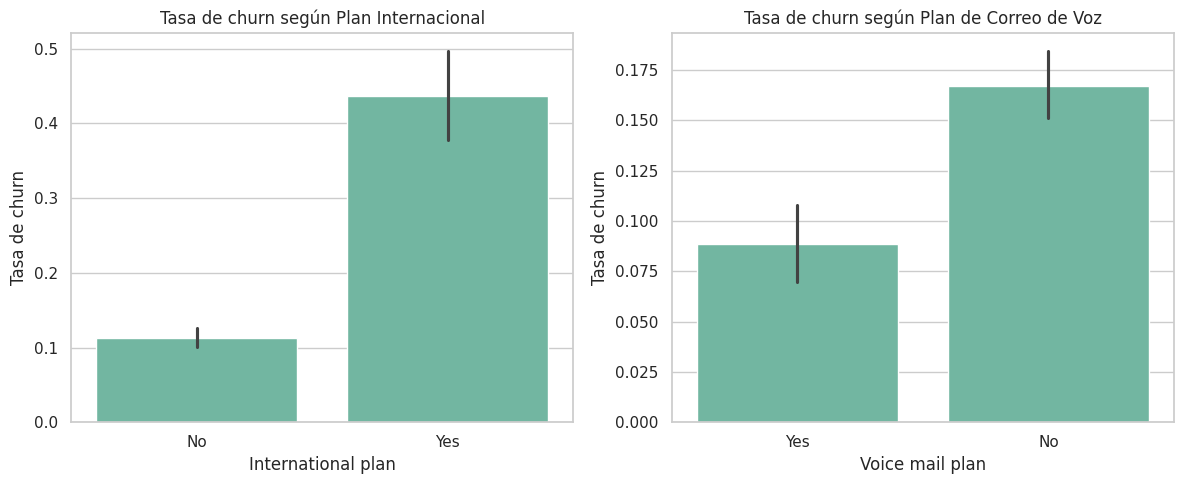 Tasa de churn según Plan Internacional
Tasa de churn
0.5
0.4
0.3
0.2
0.1
0.0
No
Yes
International plan
Tasa de churn según Plan de Correo de Voz
Tasa de churn
0.175
0.150
0.125
0.100
0.075
0.050
0.025
0.000
Yes
No
Voice mail plan